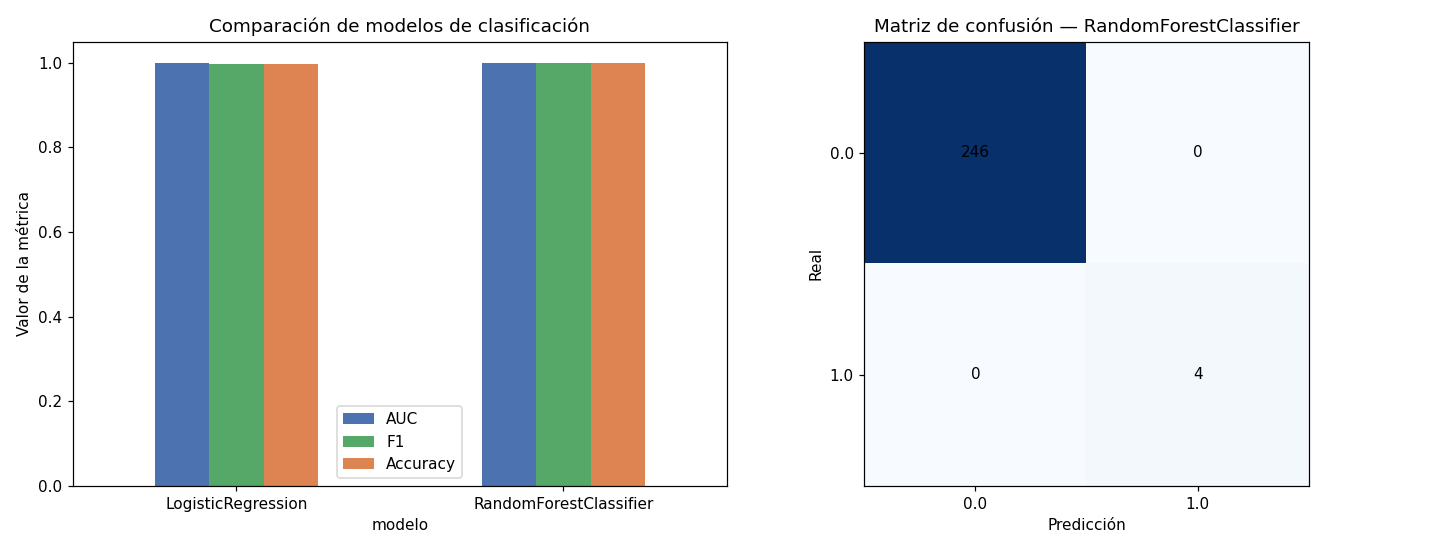 Comparación de modelos de clasificación
Valor de la métrica
1.0
0.8
0.6
0.4
0.2
0.0
AUC
F1
Accuracy
LogisticRegression
RandomForestClassifier
modelo
Matriz de confusión — RandomForestClassifier
Real
0.0
246
0
1.0
0
4
0.0
1.0
Predicción